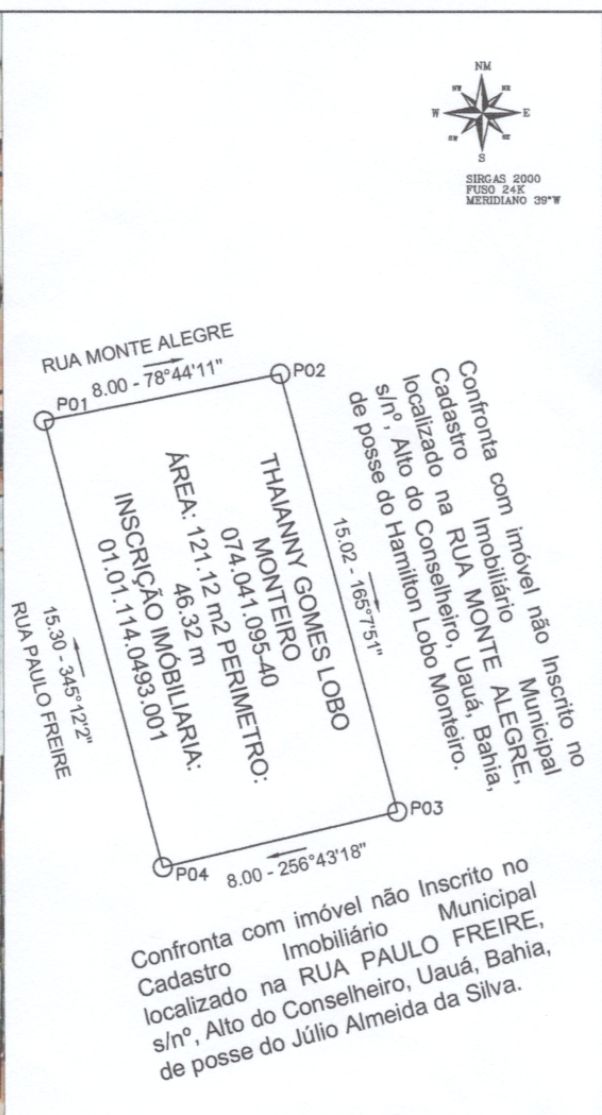 NM
NW
NE
W
E
SW
SE
S
SIRGAS 2000
FUSO 24K
MERIDIANO 39°W
RUA MONTE ALEGRE
8.00 - 78°44'11"
P01
P02
Confronta com imóvel não Inscrito no
Cadastro Imobiliário Municipal
localizado na RUA MONTE ALEGRE,
s/nº, Alto do Conselheiro, Uauá, Bahia,
de posse do Hamilton Lobo Monteiro.
15.02 - 165°7'51"
THAIANNY GOMES LOBO
MONTEIRO
074.041.095-40
ÁREA: 121.12 m2 PERIMETRO:
46.32 m
INSCRIÇÃO IMÓBILIARIA:
01.01.114.0493.001
15.30 - 345°12'2"
RUA PAULO FREIRE
P03
P04
8.00 - 256°43'18"
Confronta com imóvel não Inscrito no
Cadastro Imobiliário Municipal
localizado na RUA PAULO FREIRE,
s/nº, Alto do Conselheiro, Uauá, Bahia,
de posse do Júlio Almeida da Silva.